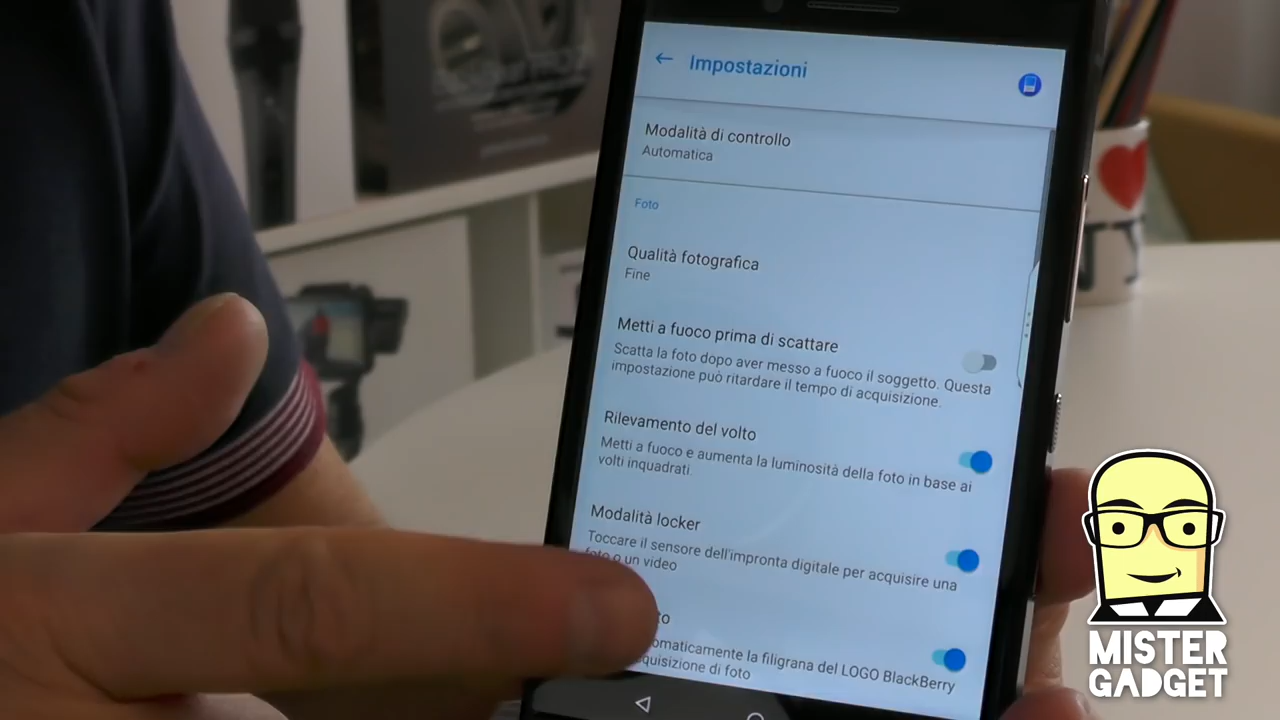 Impostazioni
Modalità di controllo
Automatica
Foto
Qualità fotografica
Fine
Metti a fuoco prima di scattare
Scatta la foto dopo aver messo a fuoco il soggetto. Questa
impostazione può ritardare il tempo di acquisizione.
Rilevamento del volto
Metti a fuoco e aumenta la luminosità della foto in base ai
volti inquadrati
Modalità locker
Toccare il sensore dell'impronta digitale per acquisire una
foto o un video
la filigrana del LOGO BlackBerry
di foto
MISTER
GADGET